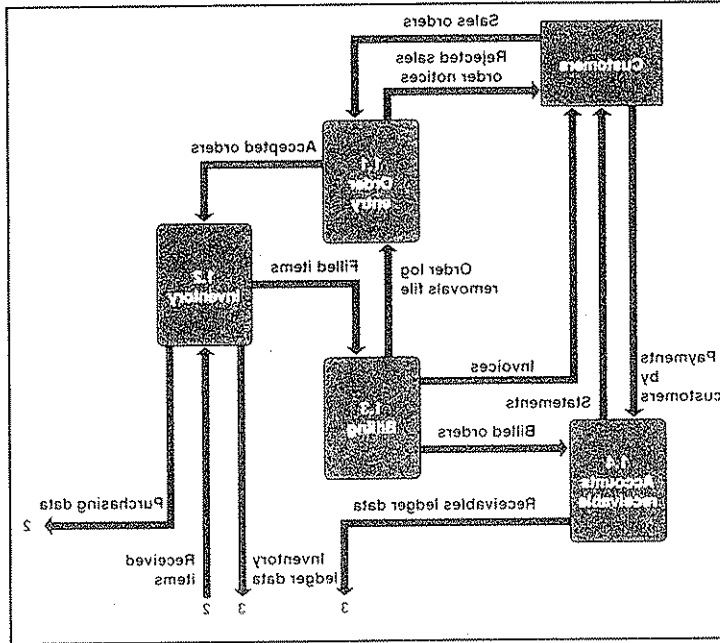 Sales orders
Customers
Rejected sales
order notices
Accepted orders
1.1
Order
entry
1.2
Inventory
Filled items
Order log
removals file
Invoices
Payments
by
customers
Statements
1.3
Billing
Billed orders
1.4
Accounts
receivable
Purchasing data
2
Receivables ledger data
Received
items
Inventory
ledger data
2
3
3